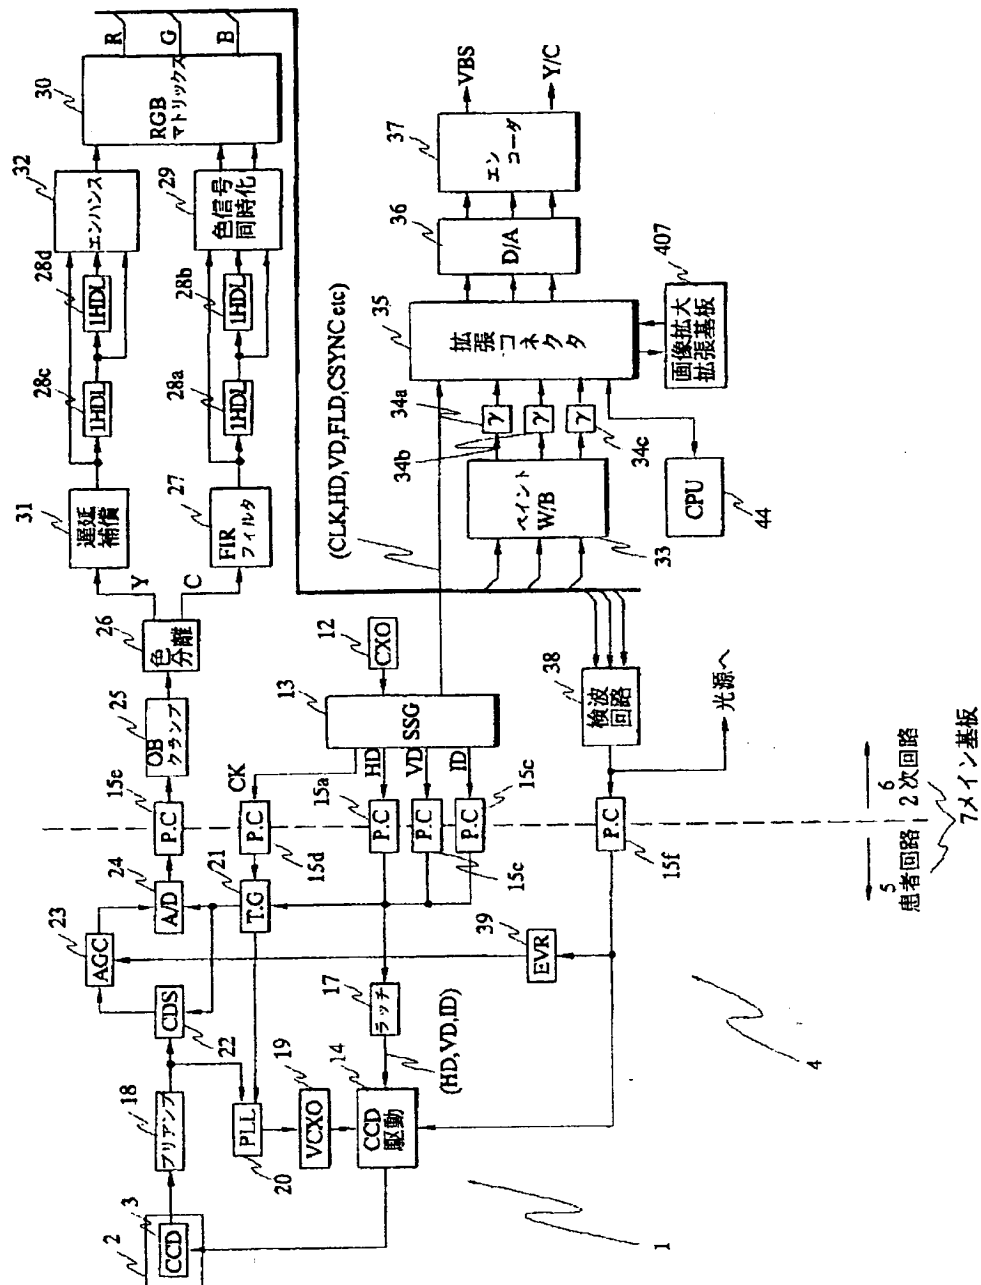 1
2
3
CCD
プリアンプ
18
CDS
22
AGC
23
A/D
24
P.C
15e
OB
クランプ
25
色
分離
26
Y
C
遅延
補償
31
FIR
フィルタ
27
1HDL
28c
1HDL
28d
1HDL
28a
1HDL
28b
エンハンス
32
色信号
同時化
29
RGB
マトリックス
30
R
G
B
PLL
20
VCXO
19
CCD
駆動
14
(HD,VD,ID)
ラッチ
17
T.G
21
P.C
15d
CK
P.C
15a
HD
P.C
15c
VD
P.C
15c
ID
SSG
13
CXO
12
(CLK,HD,VD,FLD,CSYNC etc)
EVR
39
P.C
15f
検波
回路
38
光源へ
ペイント
W/B
33
γ
34a
γ
34b
γ
34c
CPU
44
拡張コネクタ
35
画像拡大
拡張基板
407
D/A
36
エンコーダ
37
VBS
Y/C
4
5
患者回路
6
2次回路
7メイン基板